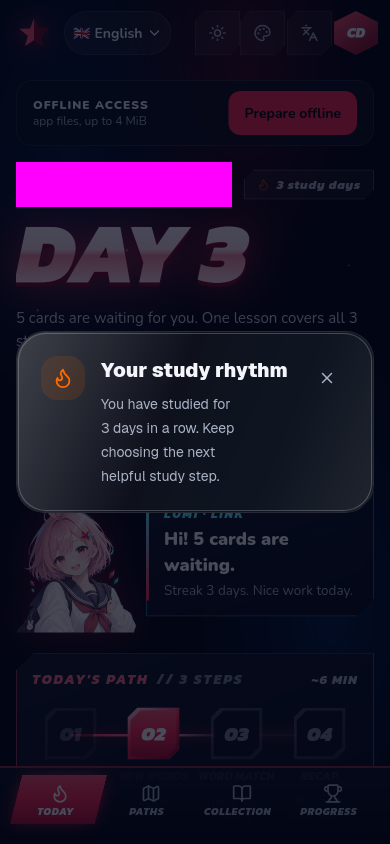 English
CD
OFFLINE ACCESS
app files, up to 4 MiB
Prepare offline
3 study days
DAY 3
5 cards are waiting for you. One lesson covers all 3
Your study rhythm
You have studied for
3 days in a row. Keep
choosing the next
helpful study step.
LUMI · LINK
Hi! 5 cards are
waiting.
Streak 3 days. Nice work today.
TODAY'S PATH // 3 STEPS
~6 MIN
01
02
03
04
WORD MATCH
RECAP
TODAY
PATHS
COLLECTION
PROGRESS